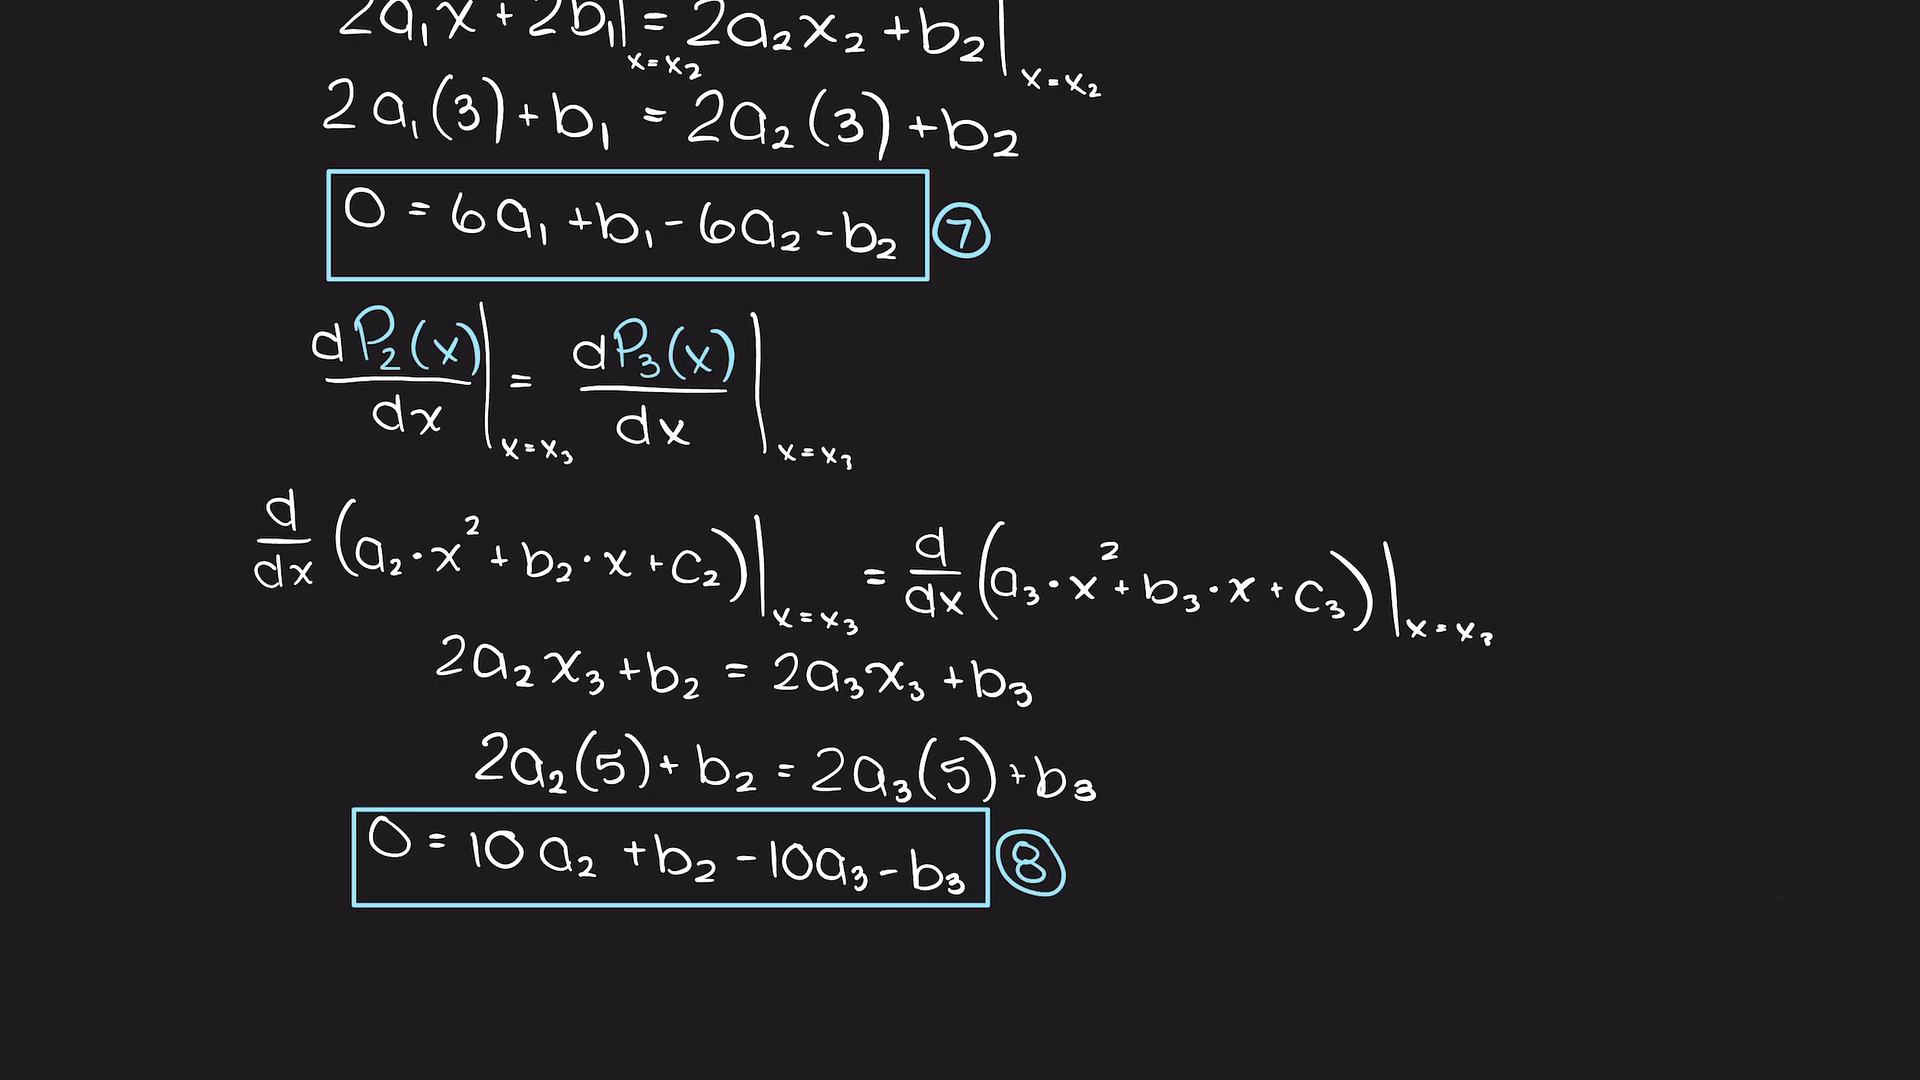 2a₁x + 2b₁|ₓ₌ₓ₂ = 2a₂x₂ + b₂|ₓ₌ₓ₂
2a₁(3) + b₁ = 2a₂(3) + b₂
0 = 6a₁ + b₁ - 6a₂ - b₂ ⑦
dP₂(x)/dx |ₓ₌ₓ₃ = dP₃(x)/dx |ₓ₌ₓ₃
d/dx (a₂·x² + b₂·x + c₂)|ₓ₌ₓ₃ = d/dx (a₃·x² + b₃·x + c₃)|ₓ₌ₓ₃
2a₂x₃ + b₂ = 2a₃x₃ + b₃
2a₂(5) + b₂ = 2a₃(5) + b₃
0 = 10a₂ + b₂ - 10a₃ - b₃ ⑧